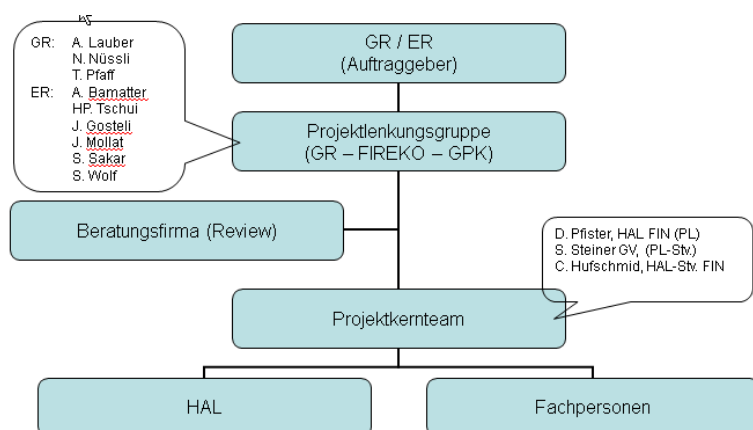 GR: A. Lauber
N. Nüssli
T. Pfaff
ER: A. Bamatter
HP. Tschui
J. Gosteli
J. Mollat
S. Sakar
S. Wolf
GR / ER
(Auftraggeber)
Projektlenkungsgruppe
(GR – FIREKO – GPK)
Beratungsfirma (Review)
D. Pfister, HAL FIN (PL)
S. Steiner GV, (PL-Stv.)
C. Hufschmid, HAL-Stv. FIN
Projektkernteam
HAL
Fachpersonen